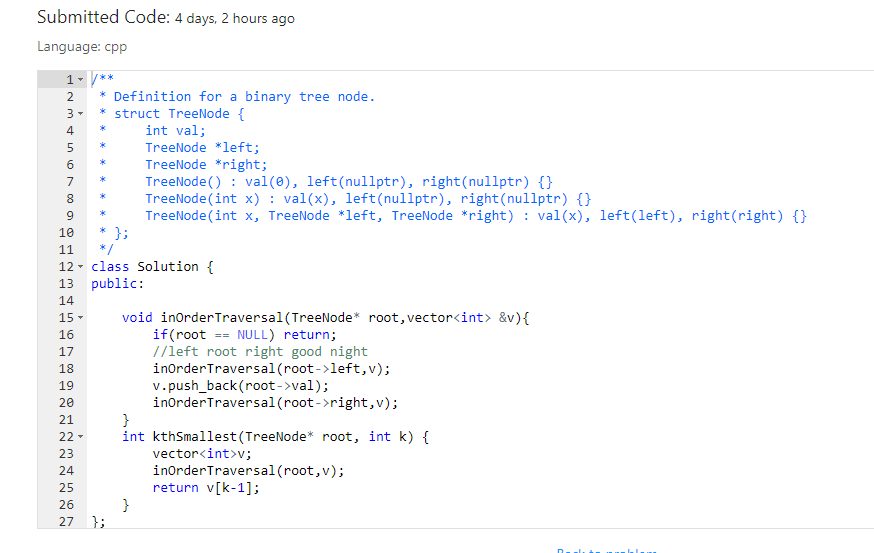 Submitted Code: 4 days, 2 hours ago
Language: cpp
1 /**
2  * Definition for a binary tree node.
3  * struct TreeNode {
4  *     int val;
5  *     TreeNode *left;
6  *     TreeNode *right;
7  *     TreeNode() : val(0), left(nullptr), right(nullptr) {}
8  *     TreeNode(int x) : val(x), left(nullptr), right(nullptr) {}
9  *     TreeNode(int x, TreeNode *left, TreeNode *right) : val(x), left(left), right(right) {}
10  * };
11  */
12 class Solution {
13 public:
14
15     void inOrderTraversal(TreeNode* root,vector<int> &v){
16         if(root == NULL) return;
17         //left root right good night
18         inOrderTraversal(root->left,v);
19         v.push_back(root->val);
20         inOrderTraversal(root->right,v);
21     }
22     int kthSmallest(TreeNode* root, int k) {
23         vector<int>v;
24         inOrderTraversal(root,v);
25         return v[k-1];
26     }
27 };
Back to problem